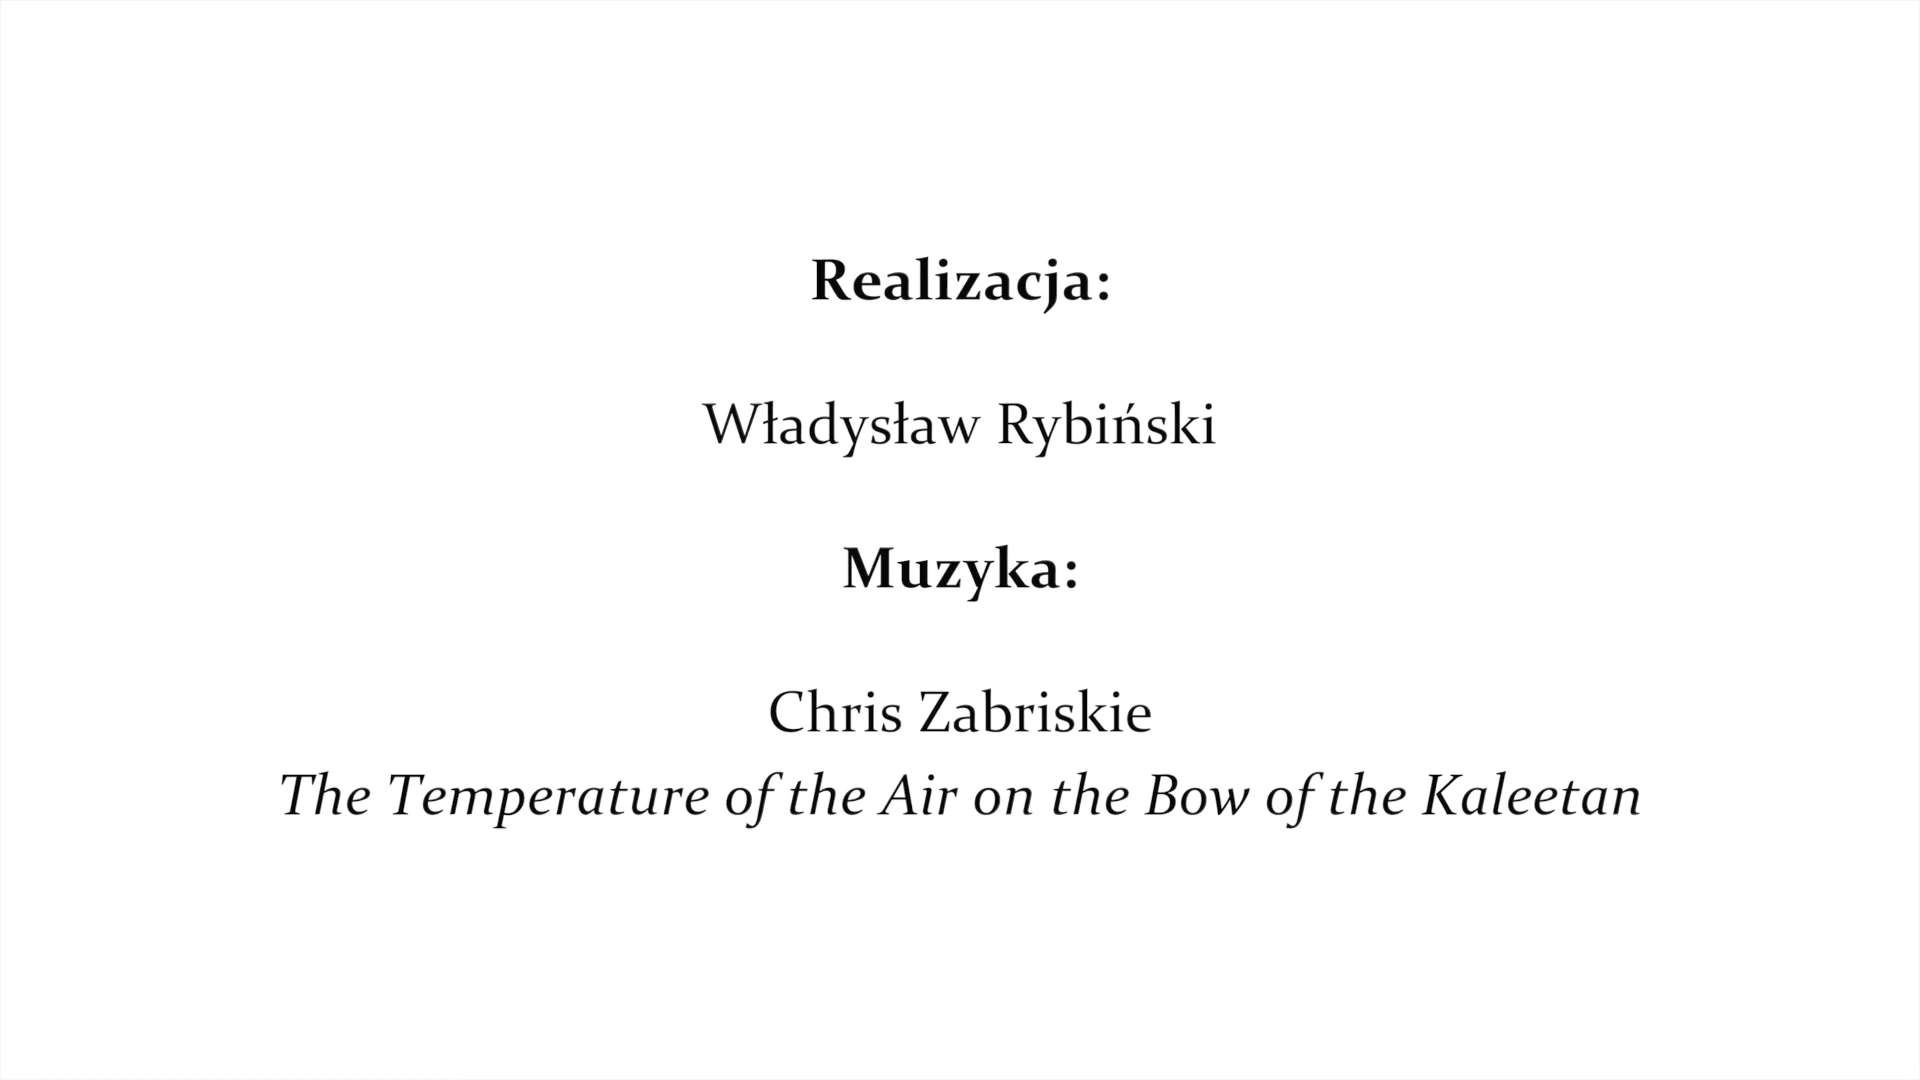 Realizacja:
Władysław Rybiński
Muzyka:
Chris Zabriskie
The Temperature of the Air on the Bow of the Kaleetan